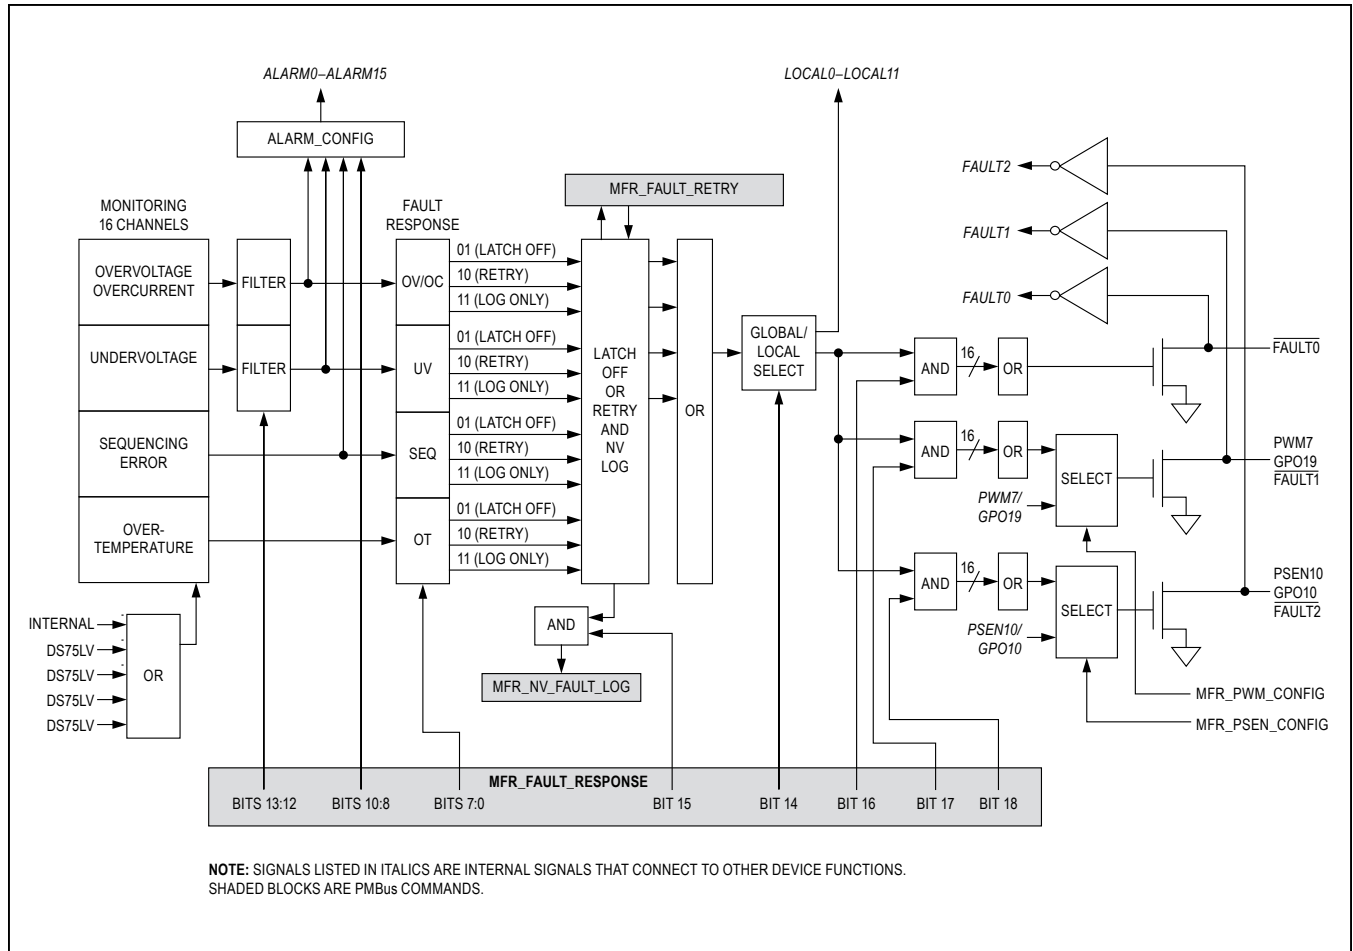 ALARM0–ALARM15
LOCAL0–LOCAL11
ALARM_CONFIG
MONITORING
16 CHANNELS
FAULT
RESPONSE
MFR_FAULT_RETRY
FAULT2
FAULT1
FAULT0
OVERVOLTAGE
OVERCURRENT
FILTER
OV/OC
01 (LATCH OFF)
10 (RETRY)
11 (LOG ONLY)
UNDERVOLTAGE
FILTER
UV
01 (LATCH OFF)
10 (RETRY)
11 (LOG ONLY)
SEQUENCING
ERROR
SEQ
01 (LATCH OFF)
10 (RETRY)
11 (LOG ONLY)
OVER-
TEMPERATURE
OT
01 (LATCH OFF)
10 (RETRY)
11 (LOG ONLY)
LATCH
OFF
OR
RETRY
AND
NV
LOG
OR
GLOBAL/
LOCAL
SELECT
AND
16
OR
FAULT0
AND
16
OR
SELECT
PWM7/
GPO19
PWM7
GPO19
FAULT1
AND
16
OR
SELECT
PSEN10/
GPO10
PSEN10
GPO10
FAULT2
INTERNAL
DS75LV
DS75LV
DS75LV
DS75LV
OR
AND
MFR_NV_FAULT_LOG
MFR_PWM_CONFIG
MFR_PSEN_CONFIG
MFR_FAULT_RESPONSE
BITS 13:12
BITS 10:8
BITS 7:0
BIT 15
BIT 14
BIT 16
BIT 17
BIT 18
NOTE: SIGNALS LISTED IN ITALICS ARE INTERNAL SIGNALS THAT CONNECT TO OTHER DEVICE FUNCTIONS.
SHADED BLOCKS ARE PMBus COMMANDS.